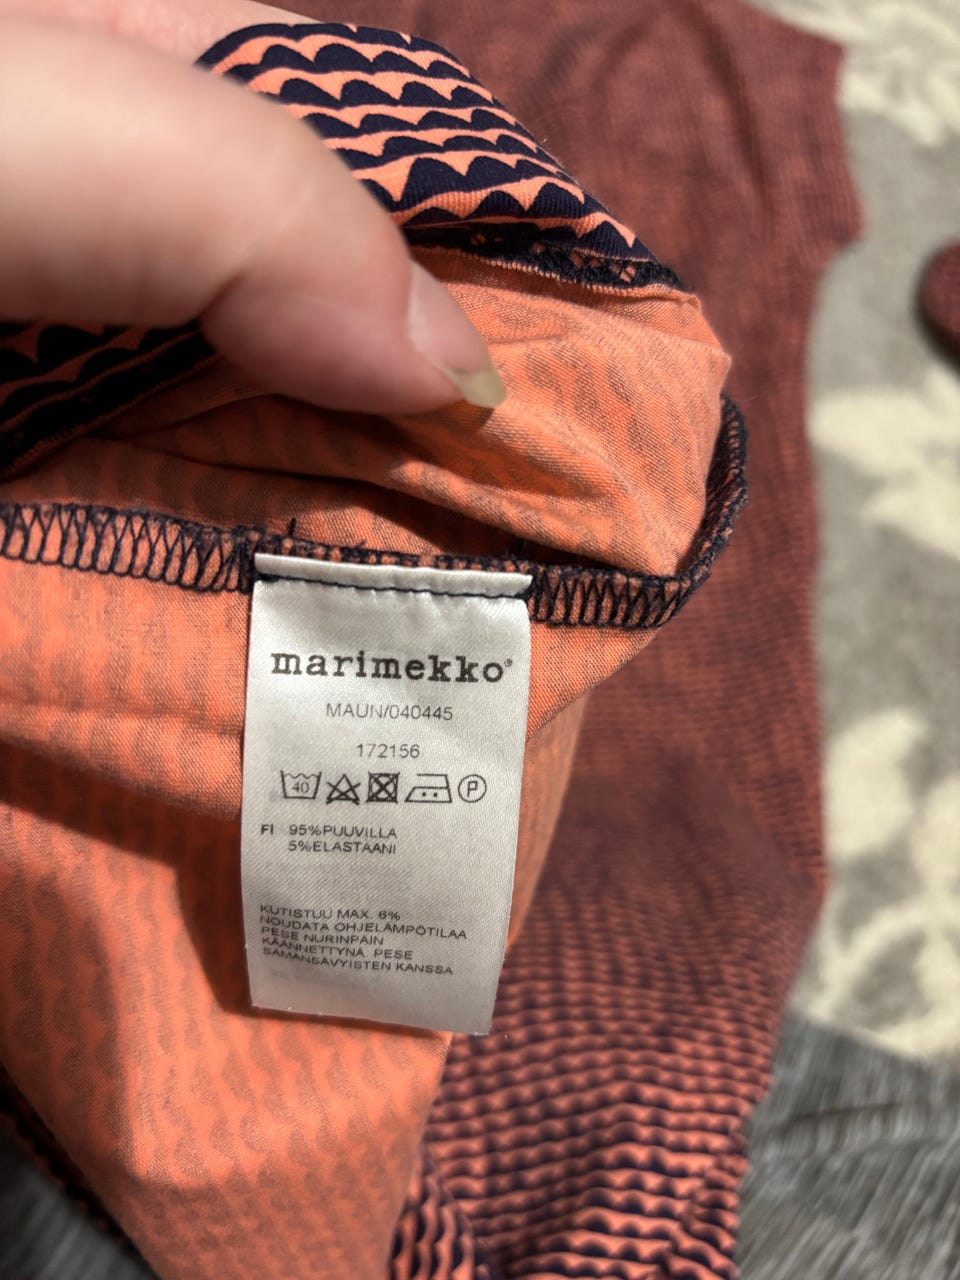 marimekko®
MAUN/040445
172156
40 P
FI 95%PUUVILLA
5%ELASTAANI
KUTISTUU MAX. 6%
NOUDATA OHJELÄMPÖTILAA
PESE NURINPÄIN
KÄÄNNETTYNÄ. PESE
SAMANSÄVYISTEN KANSSA